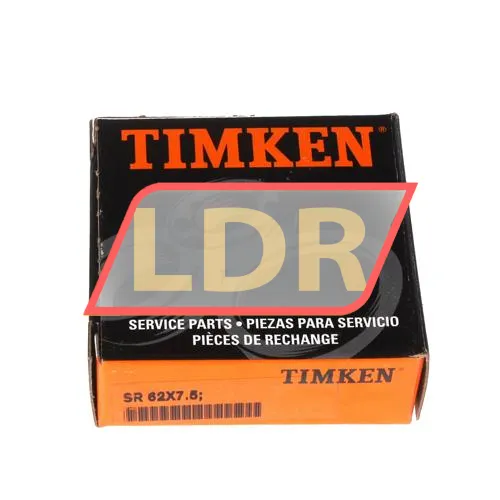 TIMKEN®
LDR
SERVICE PARTS • PIEZAS PARA SERVICIO
PIÈCES DE RECHANGE
TIMKEN
SR 62X7.5;